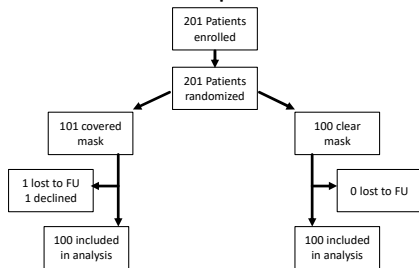 201 Patients
enrolled
201 Patients
randomized
101 covered
mask
100 clear
mask
1 lost to FU
1 declined
0 lost to FU
100 included
in analysis
100 included
in analysis